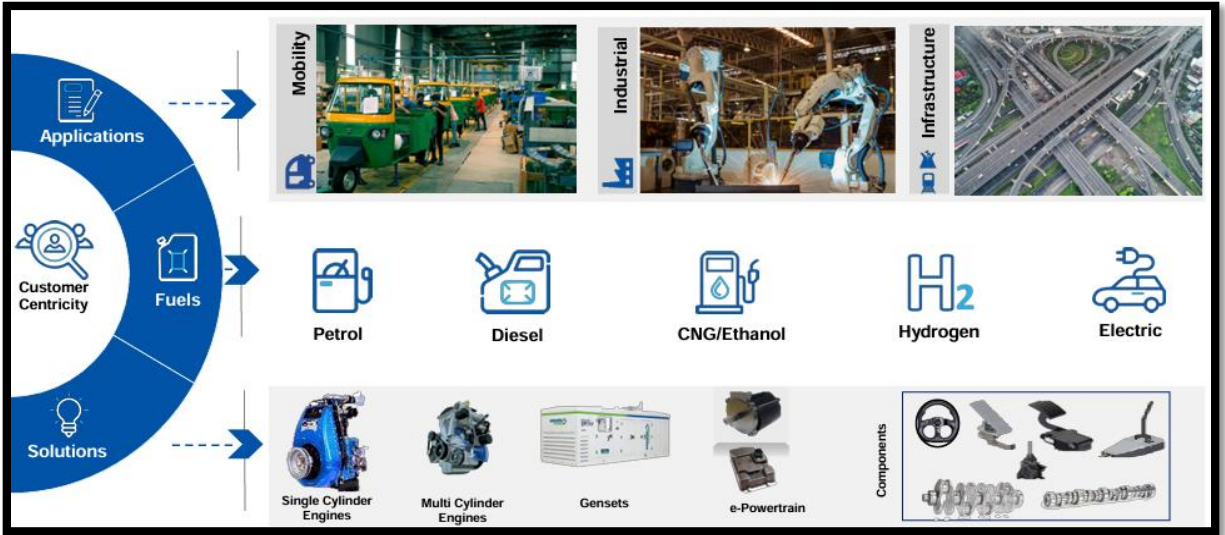 Applications
Customer
Centricity
Fuels
Solutions
Mobility
Industrial
Infrastructure
Petrol
Diesel
CNG/Ethanol
H2
Hydrogen
Electric
Single Cylinder
Engines
Multi Cylinder
Engines
Gensets
e-Powertrain
Components